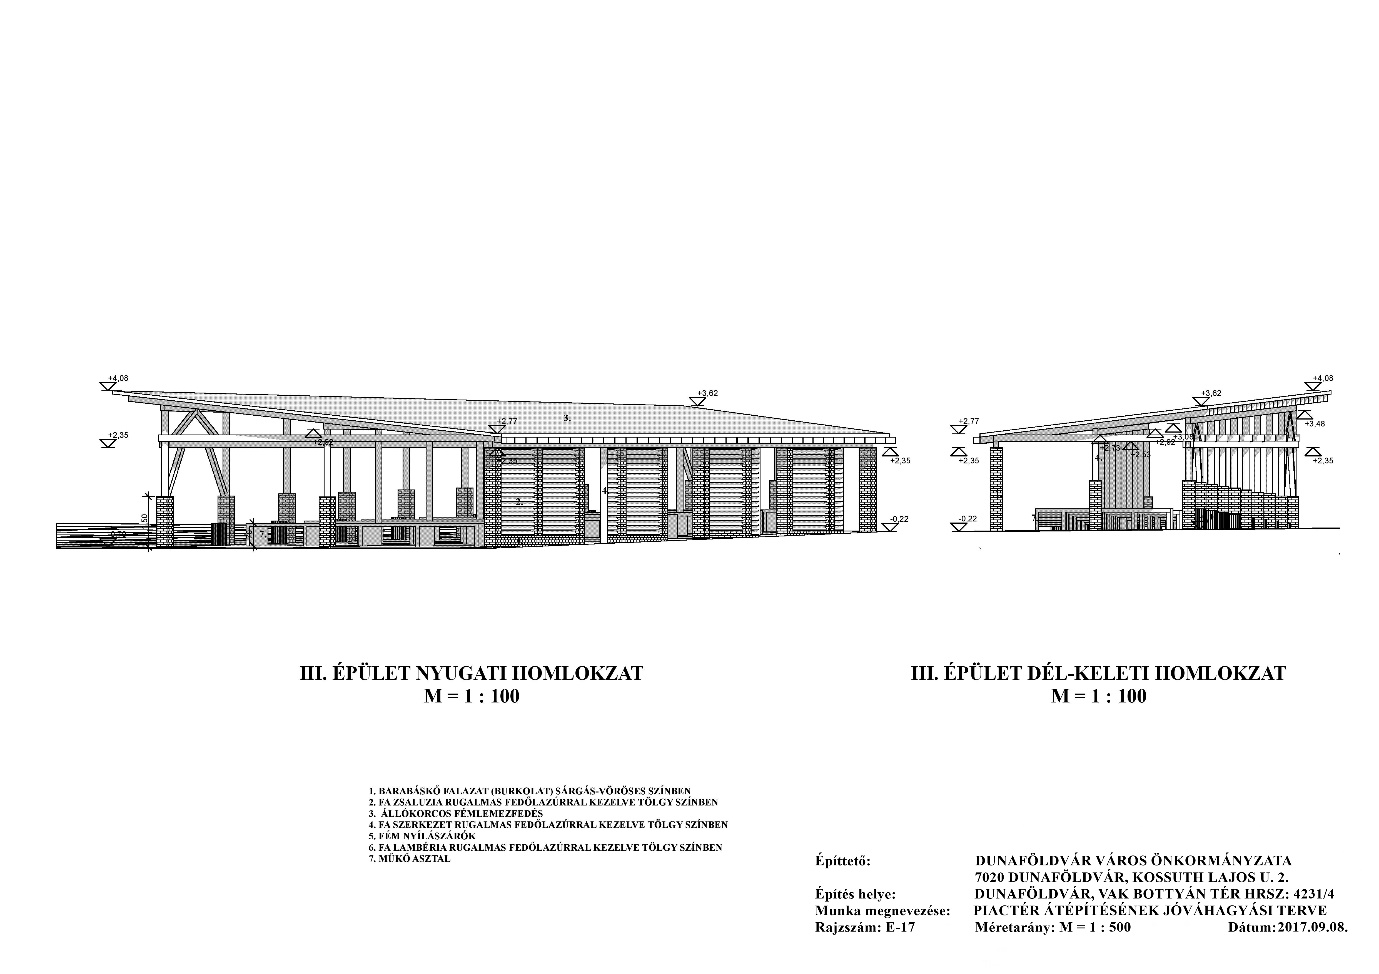 +4,08
+3,62
+2,77
+2,35
+2,62
3.
+2,35
2.
4.
7.
50
-0,22
+4,08
+3,62
+2,77
+3,48
+2,35
+2,35
-0,22
III. ÉPÜLET NYUGATI HOMLOKZAT
M = 1 : 100
III. ÉPÜLET DÉL-KELETI HOMLOKZAT
M = 1 : 100
1. BARABÁSKŐ FALAZAT (BURKOLAT) SÁRGÁS-VÖRÖSES SZÍNBEN
2. FA ZSALUZIA RUGALMAS FEDŐLAZÚRRAL KEZELVE TÖLGY SZÍNBEN
3. ÁLLÓKORCOS FÉMLEMEZFEDÉS
4. FA SZERKEZET RUGALMAS FEDŐLAZÚRRAL KEZELVE TÖLGY SZÍNBEN
5. FÉM NYÍLÁSZÁRÓK
6. FA LAMBÉRIA RUGALMAS FEDŐLAZÚRRAL KEZELVE TÖLGY SZÍNBEN
7. MŰKŐ ASZTAL
Építtető: DUNAFÖLDVÁR VÁROS ÖNKORMÁNYZATA
7020 DUNAFÖLDVÁR, KOSSUTH LAJOS U. 2.
Építés helye: DUNAFÖLDVÁR, VAK BOTTYÁN TÉR HRSZ: 4231/4
Munka megnevezése: PIACTÉR ÁTÉPÍTÉSÉNEK JÓVÁHAGYÁSI TERVE
Rajzszám: E-17 Méretarány: M = 1 : 500 Dátum: 2017.09.08.